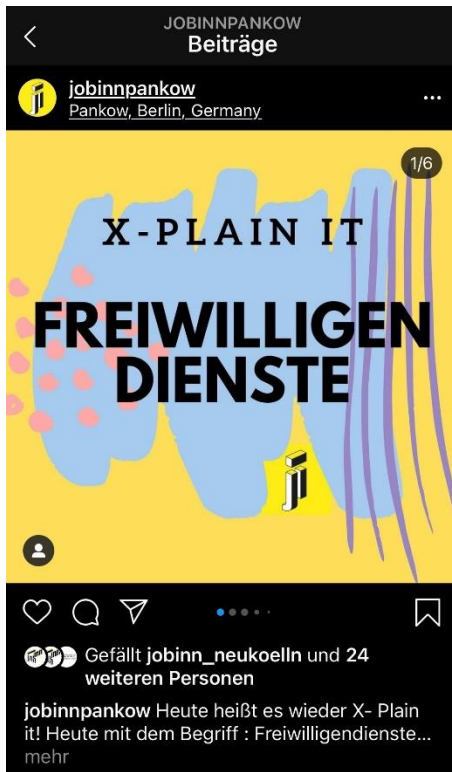 JOBINNPANKOW
Beiträge
jobinnpankow
Pankow, Berlin, Germany
1/6
X-PLAIN IT
FREIWILLIGEN
DIENSTE
Gefällt jobinn_neukoelln und 24
weiteren Personen
jobinnpankow Heute heißt es wieder X- Plain
it! Heute mit dem Begriff : Freiwilligendienste...
mehr